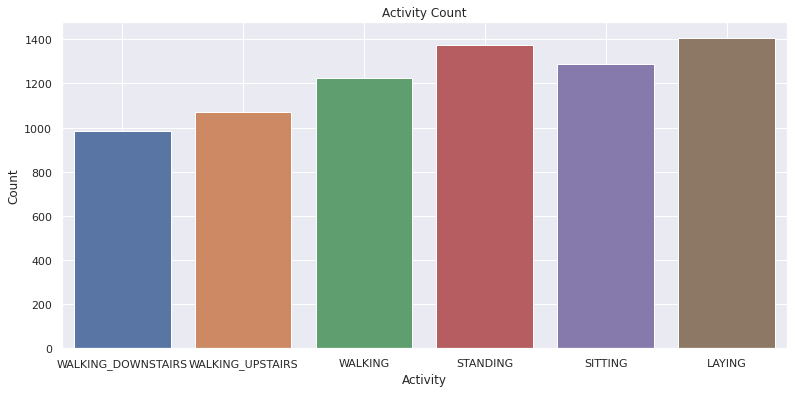 Activity Count
1400
1200
1000
800
600
400
200
0
Count
WALKING_DOWNSTAIRS WALKING_UPSTAIRS WALKING STANDING SITTING LAYING
Activity